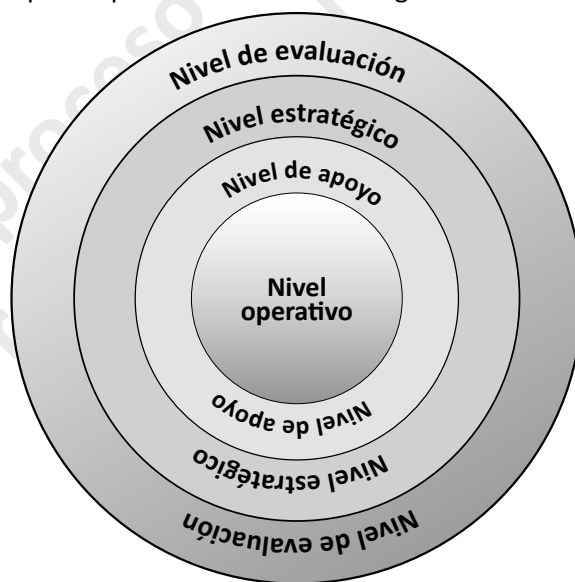 Nivel de evaluación
Nivel estratégico
Nivel de apoyo
Nivel
operativo
Nivel de apoyo
Nivel estratégico
Nivel de evaluación